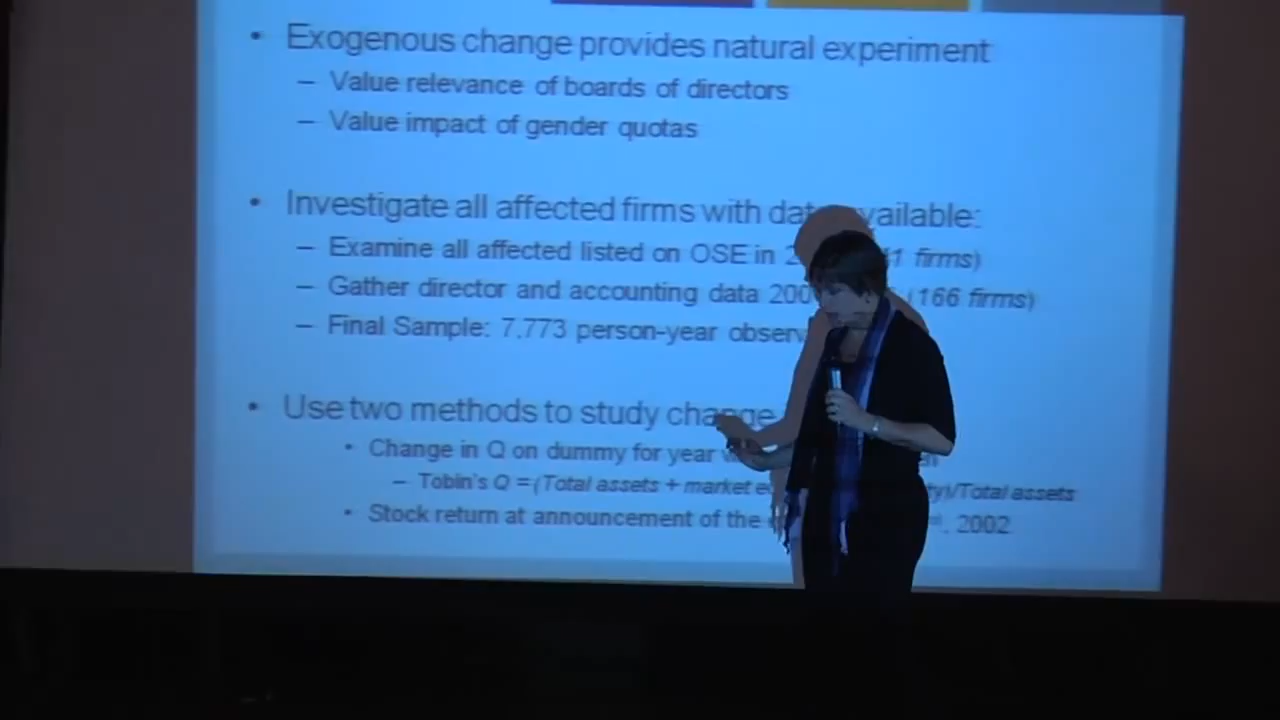 • Exogenous change provides natural experiment
– Value relevance of boards of directors
– Value impact of gender quotas
• Investigate all affected firms with data available:
– Examine all affected listed on OSE in firms)
– Gather director and accounting data (166 firms)
– Final Sample: 7,773 person-year
• Use two methods to study change
• Change in Q on dummy for year
– Tobin's Q =(Total assets + market /Total assets
• Stock return at announcement of the , 2002